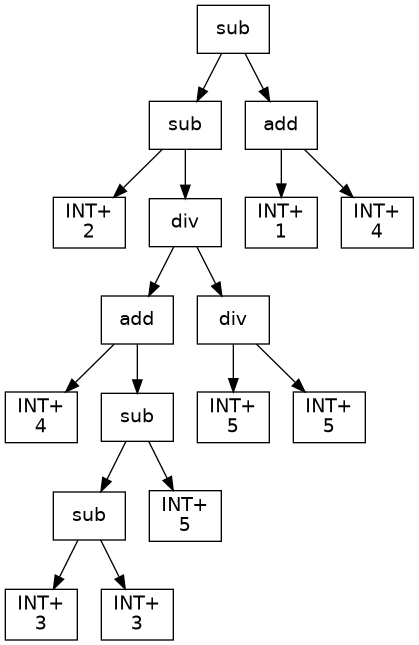 sub
sub
add
INT+
2
div
INT+
1
INT+
4
add
div
INT+
4
sub
INT+
5
INT+
5
sub
INT+
5
INT+
3
INT+
3